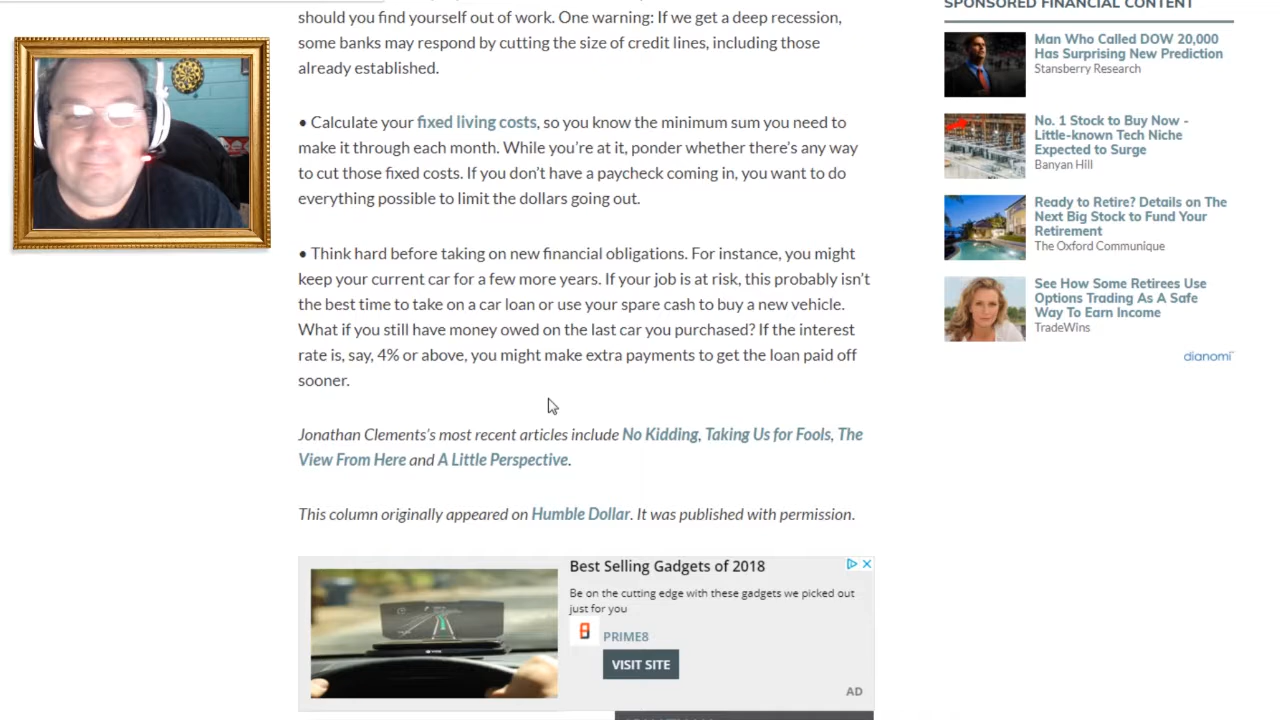 should you find yourself out of work. One warning: If we get a deep recession,
some banks may respond by cutting the size of credit lines, including those
already established.
• Calculate your fixed living costs, so you know the minimum sum you need to
make it through each month. While you’re at it, ponder whether there’s any way
to cut those fixed costs. If you don’t have a paycheck coming in, you want to do
everything possible to limit the dollars going out.
• Think hard before taking on new financial obligations. For instance, you might
keep your current car for a few more years. If your job is at risk, this probably isn’t
the best time to take on a car loan or use your spare cash to buy a new vehicle.
What if you still have money owed on the last car you purchased? If the interest
rate is, say, 4% or above, you might make extra payments to get the loan paid off
sooner.
Jonathan Clements’s most recent articles include No Kidding, Taking Us for Fools, The
View From Here and A Little Perspective.
This column originally appeared on Humble Dollar. It was published with permission.
Best Selling Gadgets of 2018
Be on the cutting edge with these gadgets we picked out
just for you
PRIME8
VISIT SITE
AD
SPONSORED FINANCIAL CONTENT
Man Who Called DOW 20,000
Has Surprising New Prediction
Stansberry Research
No. 1 Stock to Buy Now -
Little-known Tech Niche
Expected to Surge
Banyan Hill
Ready to Retire? Details on The
Next Big Stock to Fund Your
Retirement
The Oxford Communique
See How Some Retirees Use
Options Trading As A Safe
Way To Earn Income
TradeWins
dianomi